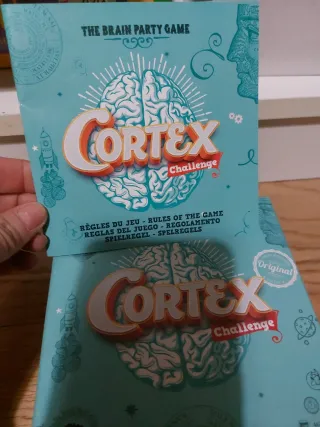 THE BRAIN PARTY GAME
CORTEX
Challenge
RÈGLES DU JEU - RULES OF THE GAME
REGLAS DEL JUEGO - REGOLAMENTO
SPIELREGEL - SPELREGELS
Original
CORTEX
Challenge